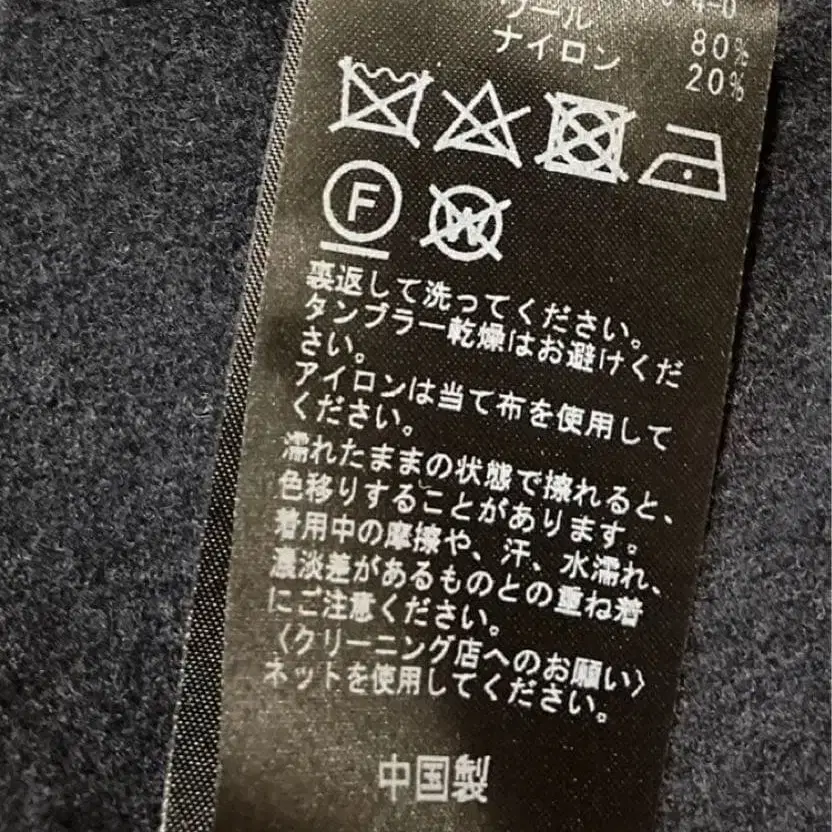 ウール 80%
ナイロン 20%
F
W
裏返して洗ってください。
タンブラー乾燥はお避けくだ
さい。
アイロンは当て布を使用して
ください。
濡れたままの状態で擦れると、
色移りすることがあります。
着用中の摩擦や、汗、水濡れ、
濃淡差があるものとの重ね着
にご注意ください。
〈クリーニング店へのお願い〉
ネットを使用してください。
中国製